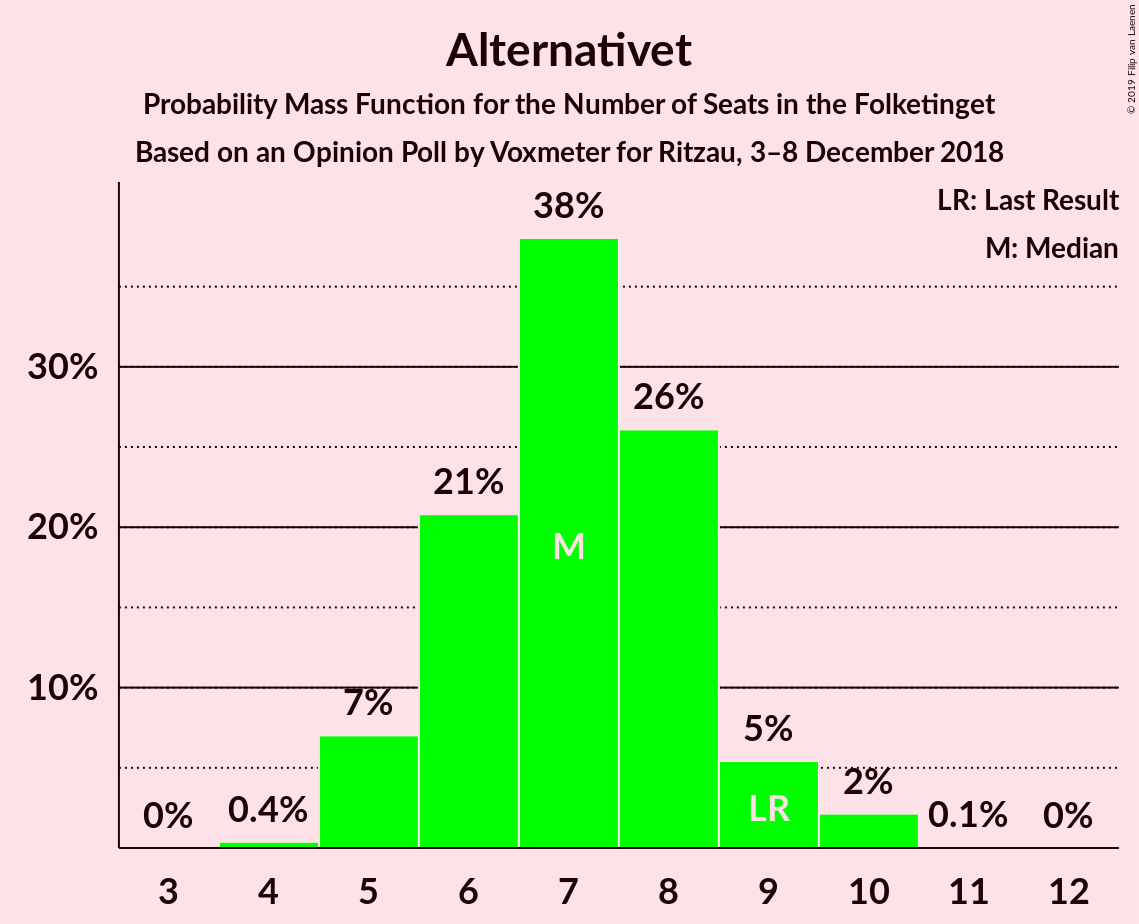 Alternativet
Probability Mass Function for the Number of Seats in the Folketinget
Based on an Opinion Poll by Voxmeter for Ritzau, 3–8 December 2018
© 2019 Filip van Laenen
LR: Last Result
M: Median
30%
20%
10%
0%
0.4%
7%
21%
38%
26%
5%
2%
0.1%
0%
M
LR
3 4 5 6 7 8 9 10 11 12